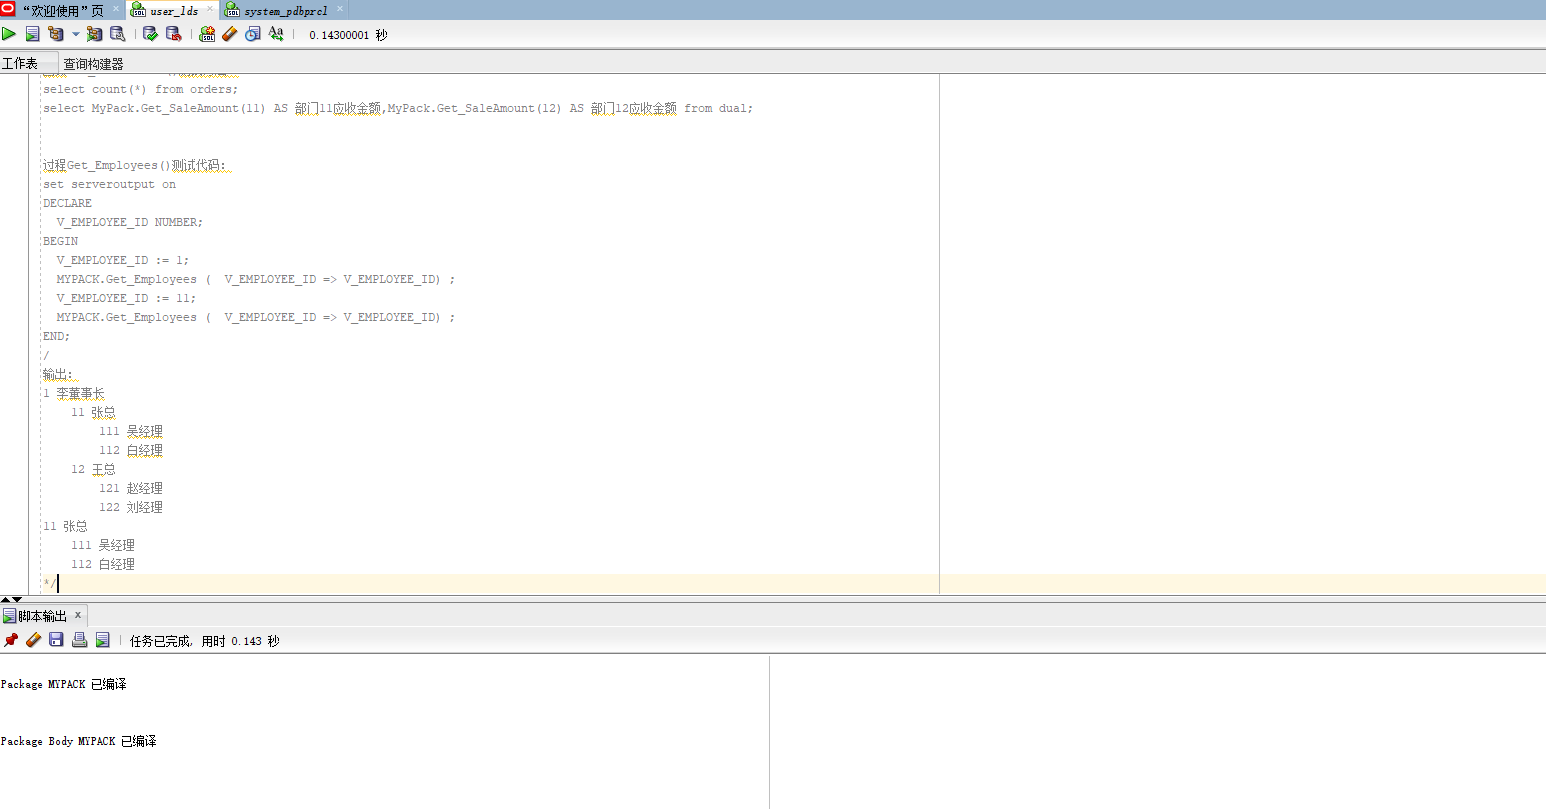 “欢迎使用”页 × user_lds × system_pdbprcl ×
0.14300001 秒
工作表 查询构建器
select count(*) from orders;
select MyPack.Get_SaleAmount(11) AS 部门11应收金额,MyPack.Get_SaleAmount(12) AS 部门12应收金额 from dual;
过程Get_Employees()测试代码：
set serveroutput on
DECLARE
V_EMPLOYEE_ID NUMBER;
BEGIN
V_EMPLOYEE_ID := 1;
MYPACK.Get_Employees (  V_EMPLOYEE_ID => V_EMPLOYEE_ID) ;
V_EMPLOYEE_ID := 11;
MYPACK.Get_Employees (  V_EMPLOYEE_ID => V_EMPLOYEE_ID) ;
END;
/
输出：
1 李董事长
11 张总
111 吴经理
112 白经理
12 王总
121 赵经理
122 刘经理
11 张总
111 吴经理
112 白经理
*/
脚本输出 ×
任务已完成, 用时 0.143 秒
Package MYPACK 已编译
Package Body MYPACK 已编译